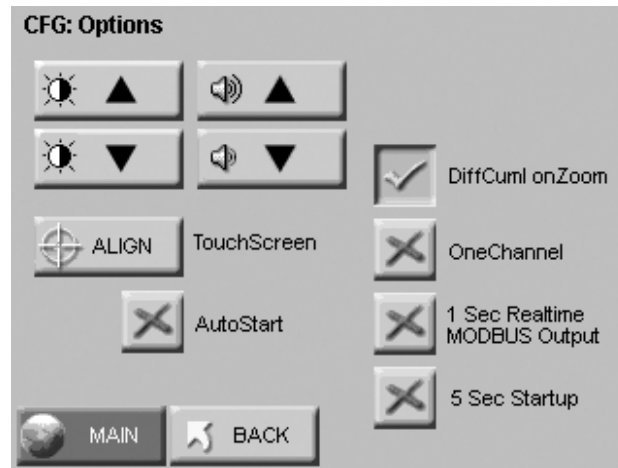 CFG: Options
DiffCuml onZoom
ALIGN
TouchScreen
OneChannel
AutoStart
1 Sec Realtime
MODBUS Output
5 Sec Startup
MAIN
BACK